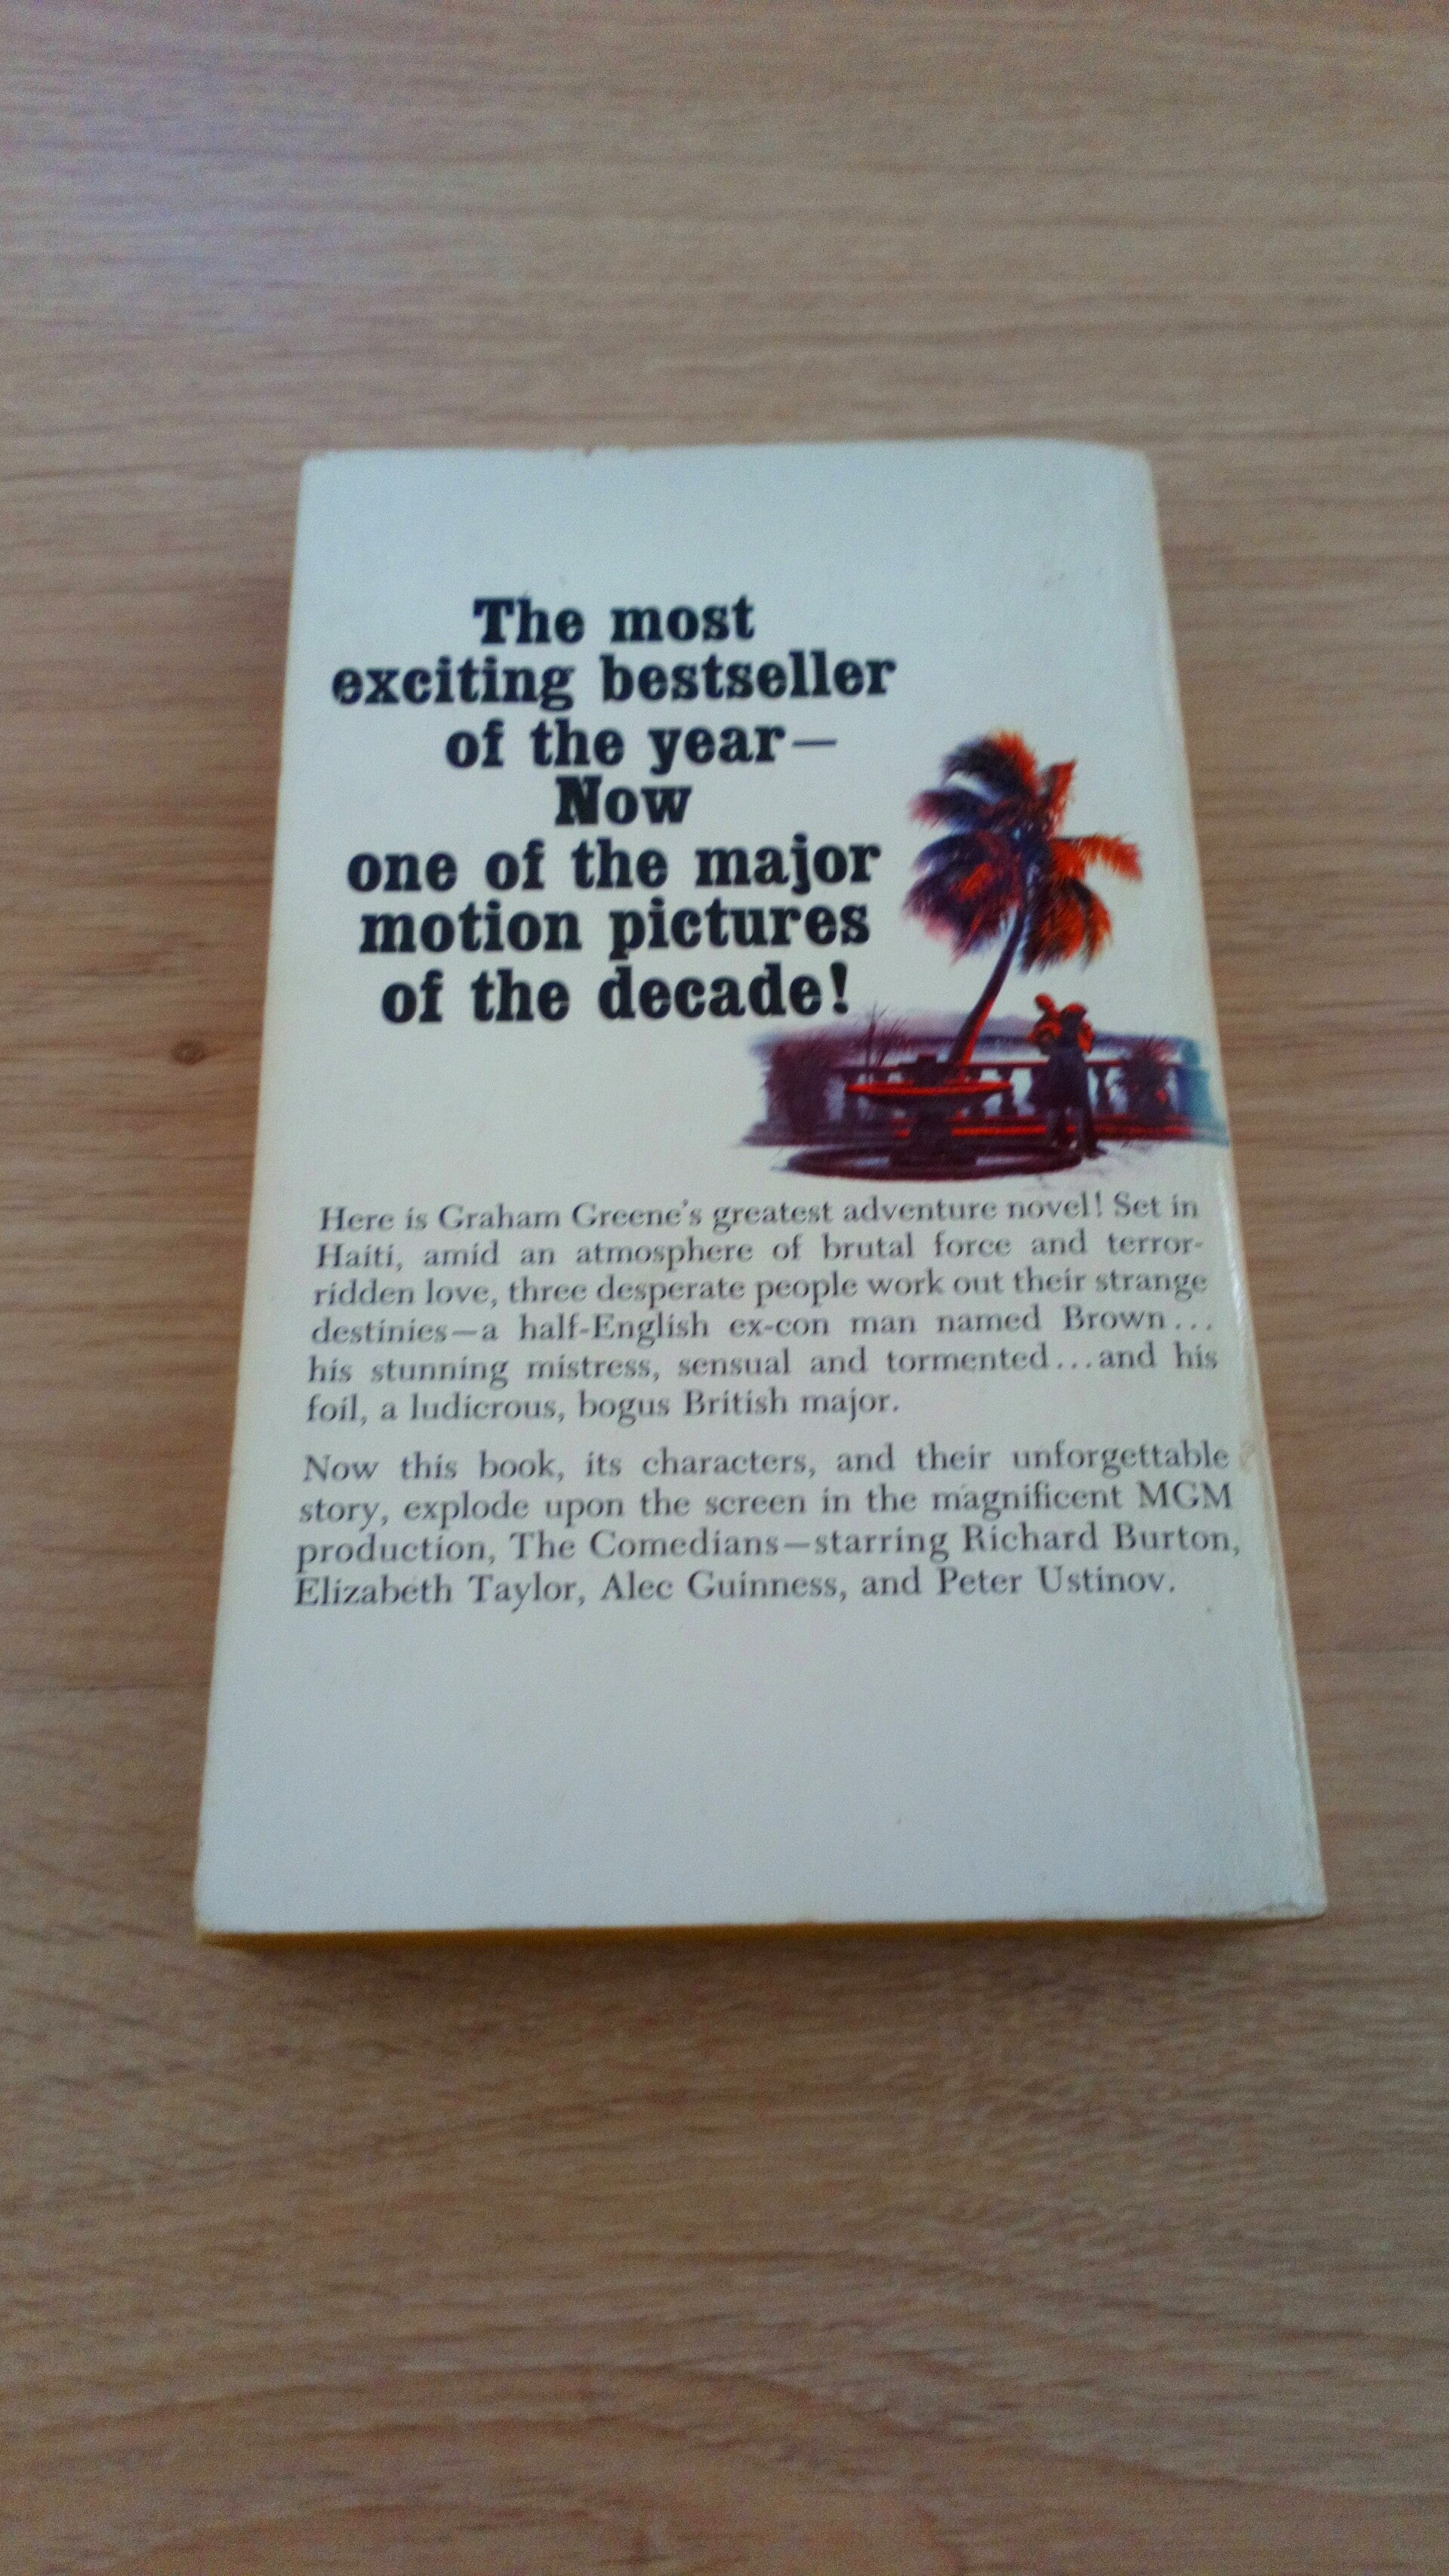 The most
exciting bestseller
of the year—
Now
one of the major
motion pictures
of the decade!
Here is Graham Greene's greatest adventure novel! Set in
Haiti, amid an atmosphere of brutal force and terror-
ridden love, three desperate people work out their strange
destinies—a half-English ex-con man named Brown...
his stunning mistress, sensual and tormented...and his
foil, a ludicrous, bogus British major.
Now this book, its characters, and their unforgettable
story, explode upon the screen in the magnificent MGM
production, The Comedians—starring Richard Burton,
Elizabeth Taylor, Alec Guinness, and Peter Ustinov.